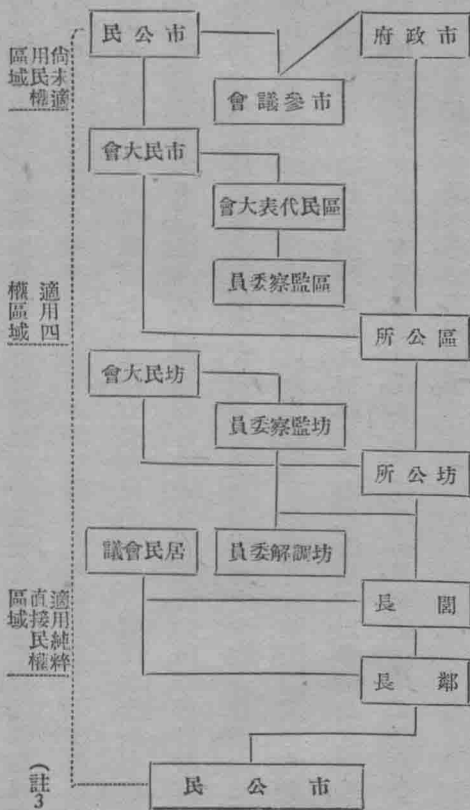 市政府
市公民
市參議會
市民大會
區民代表大會
區監察委員
區公所
坊民大會
坊監察委員
坊公所
坊調解委員
居民會議
閭長
鄰長
市公民
尚未適
用民權
區域
適用四
權區域
適用純粹
直接民權
區域
(註3